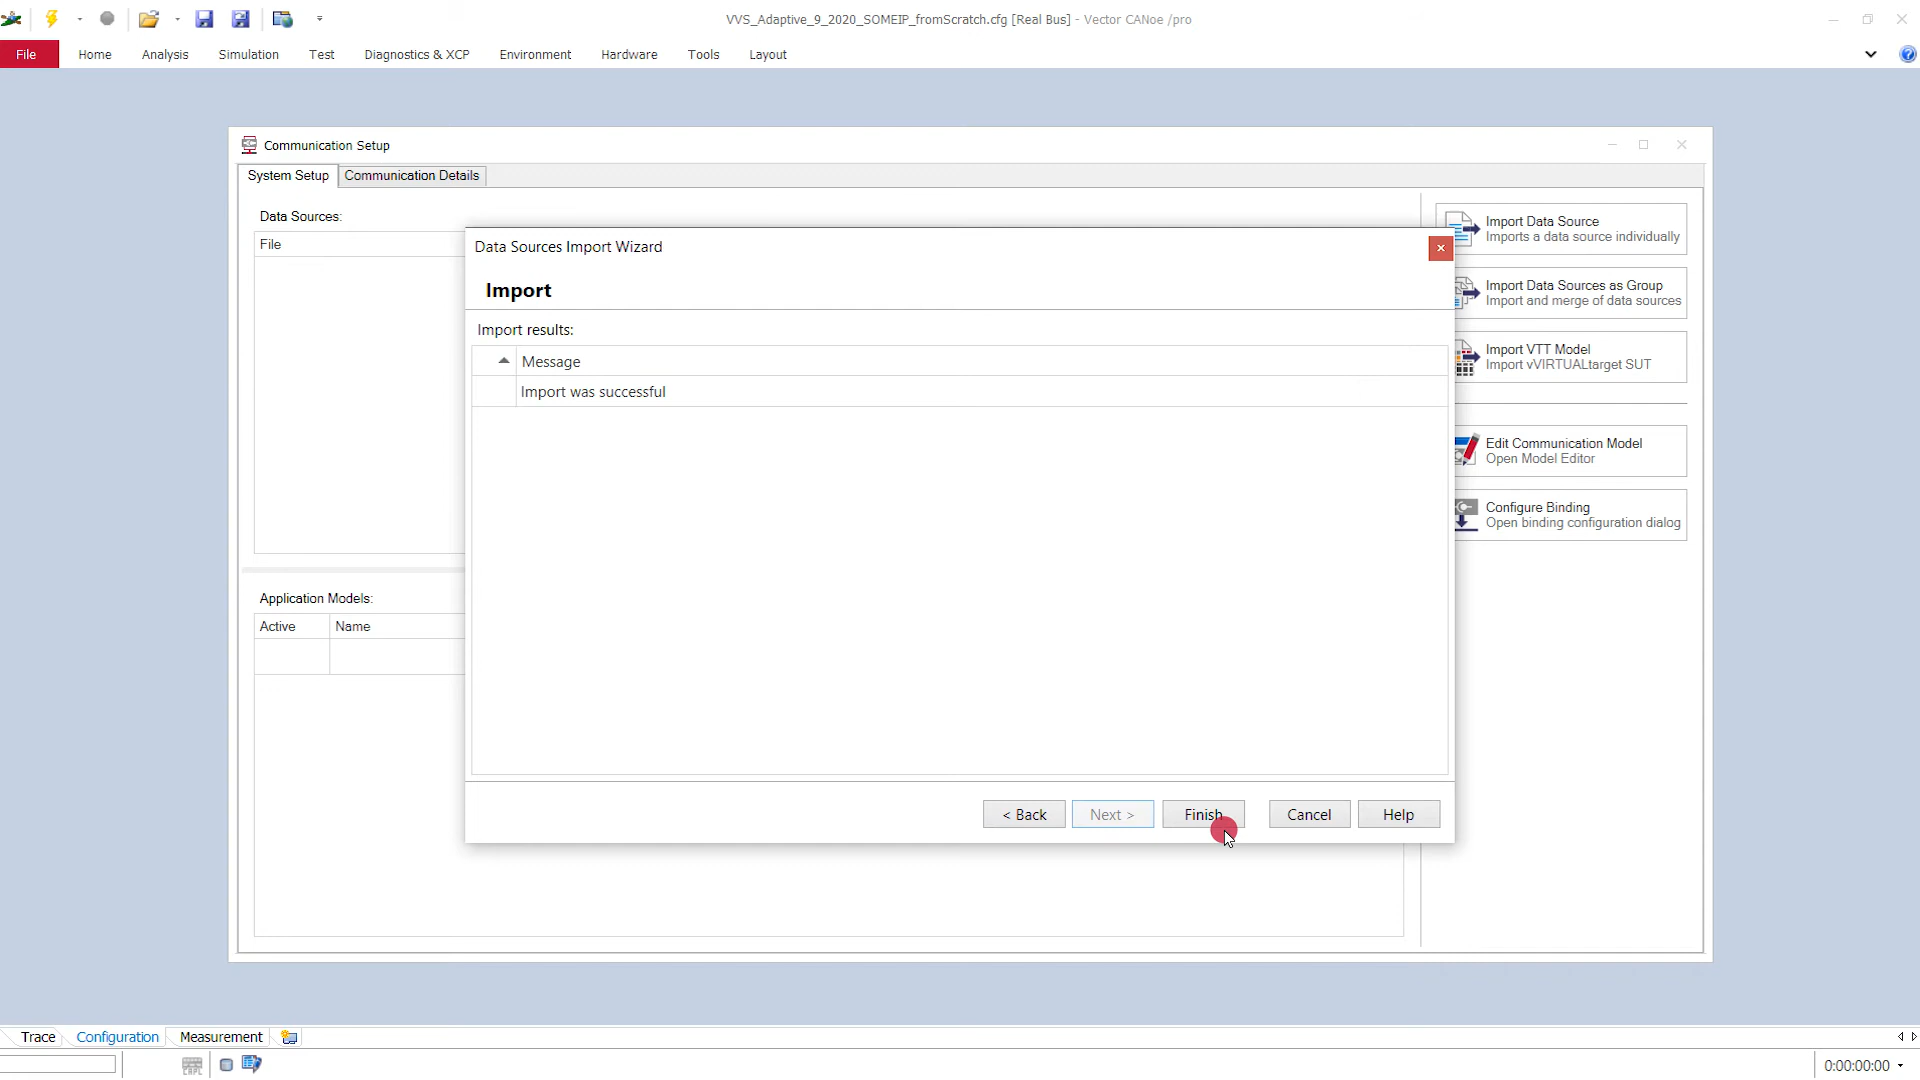 VVS_Adaptive_9_2020_SOMEIP_fromScratch.cfg [Real Bus] - Vector CANoe /pro
File Home Analysis Simulation Test Diagnostics & XCP Environment Hardware Tools Layout
Communication Setup
System Setup Communication Details
Data Sources:
File
Data Sources Import Wizard
Import
Import results:
Message
Import was successful
< Back Next > Finish Cancel Help
Import Data Source
Imports a data source individually
Import Data Sources as Group
Import and merge of data sources
Import VTT Model
Import vVIRTUALtarget SUT
Edit Communication Model
Open Model Editor
Configure Binding
Open binding configuration dialog
Application Models:
Active Name
Trace Configuration Measurement
CAPL
0:00:00:00